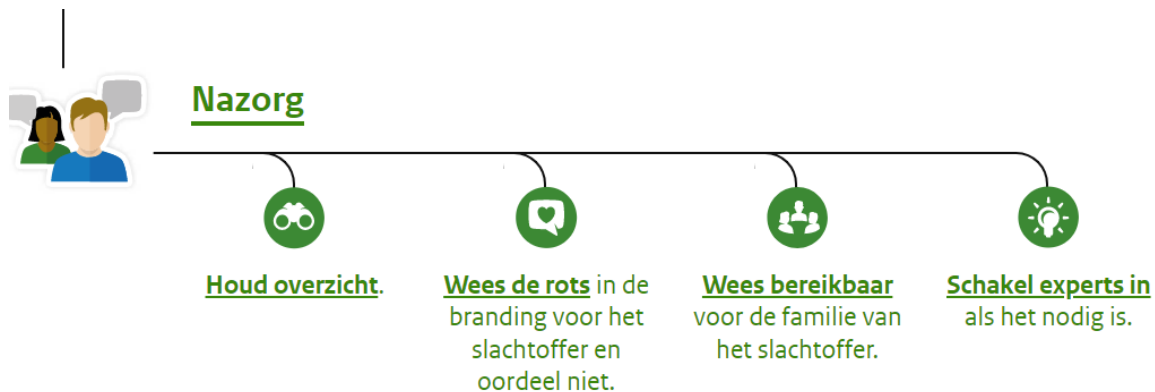 Nazorg
Houd overzicht.
Wees de rots in de
branding voor het
slachtoffer en
oordeel niet.
Wees bereikbaar
voor de familie van
het slachtoffer.
Schakel experts in
als het nodig is.